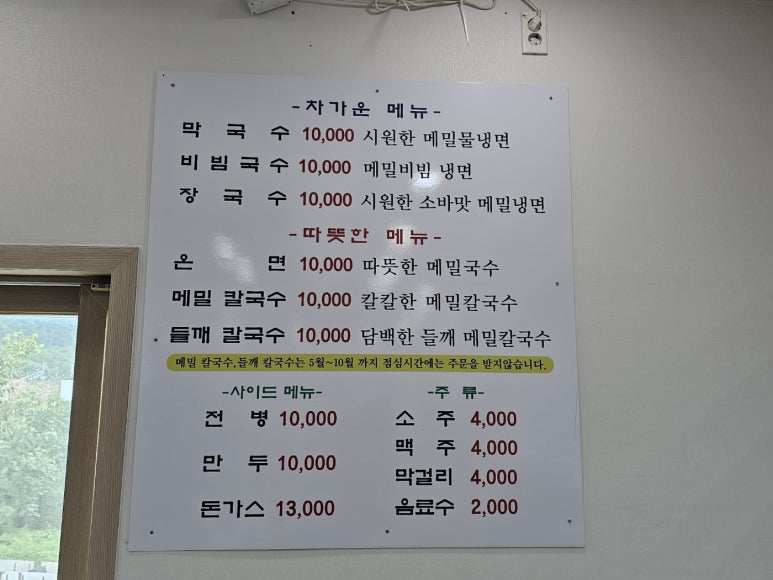 -차가운 메뉴-
막국수 10,000 시원한 메밀물냉면
비빔국수 10,000 메밀비빔 냉면
장국수 10,000 시원한 소바맛 메밀냉면
-따뜻한 메뉴-
온면 10,000 따뜻한 메밀국수
메밀 칼국수 10,000 칼칼한 메밀칼국수
들깨 칼국수 10,000 담백한 들깨 메밀칼국수
메밀 칼국수,들깨 칼국수는 5월~10월 까지 점심시간에는 주문을 받지않습니다.
-사이드 메뉴-
전병 10,000
만두 10,000
돈가스 13,000
-주 류-
소주 4,000
맥주 4,000
막걸리 4,000
음료수 2,000